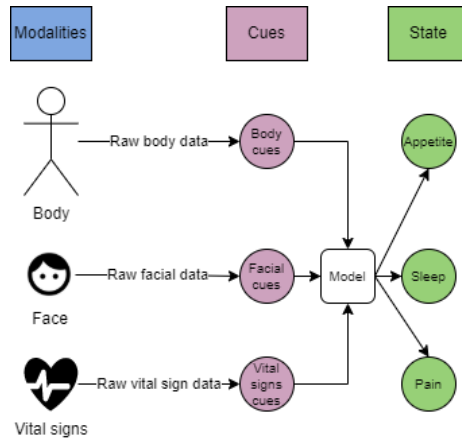 Modalities
Cues
State
Raw body data
Body
cues
Appetite
Body
Raw facial data
Facial
cues
Model
Sleep
Face
Raw vital sign data
Vital
signs
cues
Pain
Vital signs